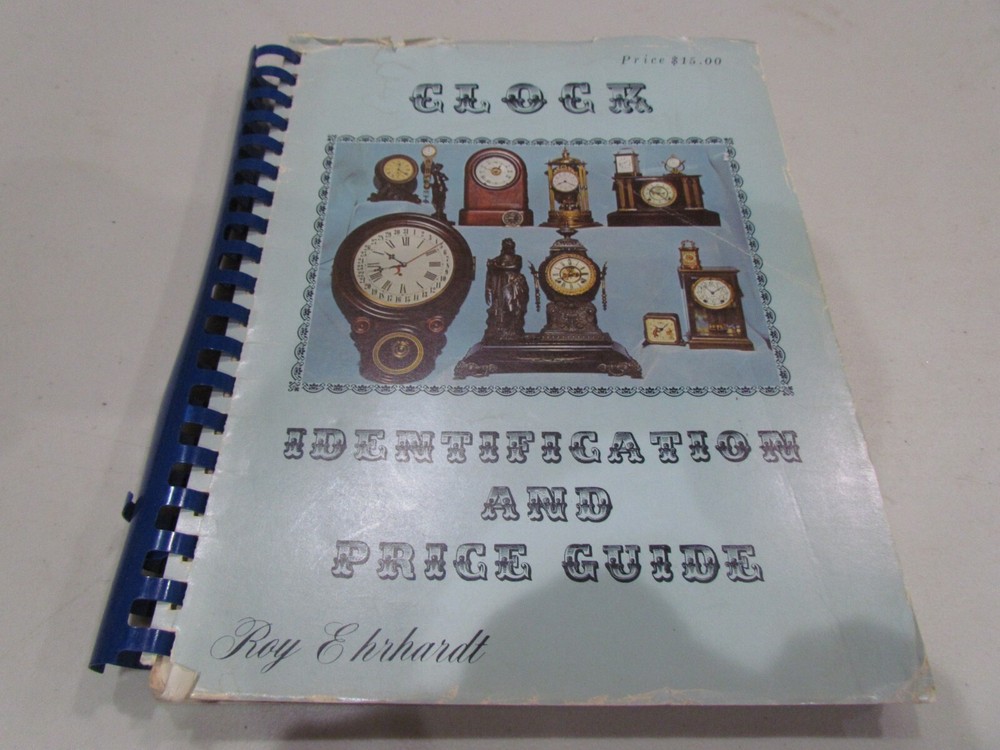 Price $15.00
CLOCK
IDENTIFICATION
AND
PRICE GUIDE
Roy Ehrhardt